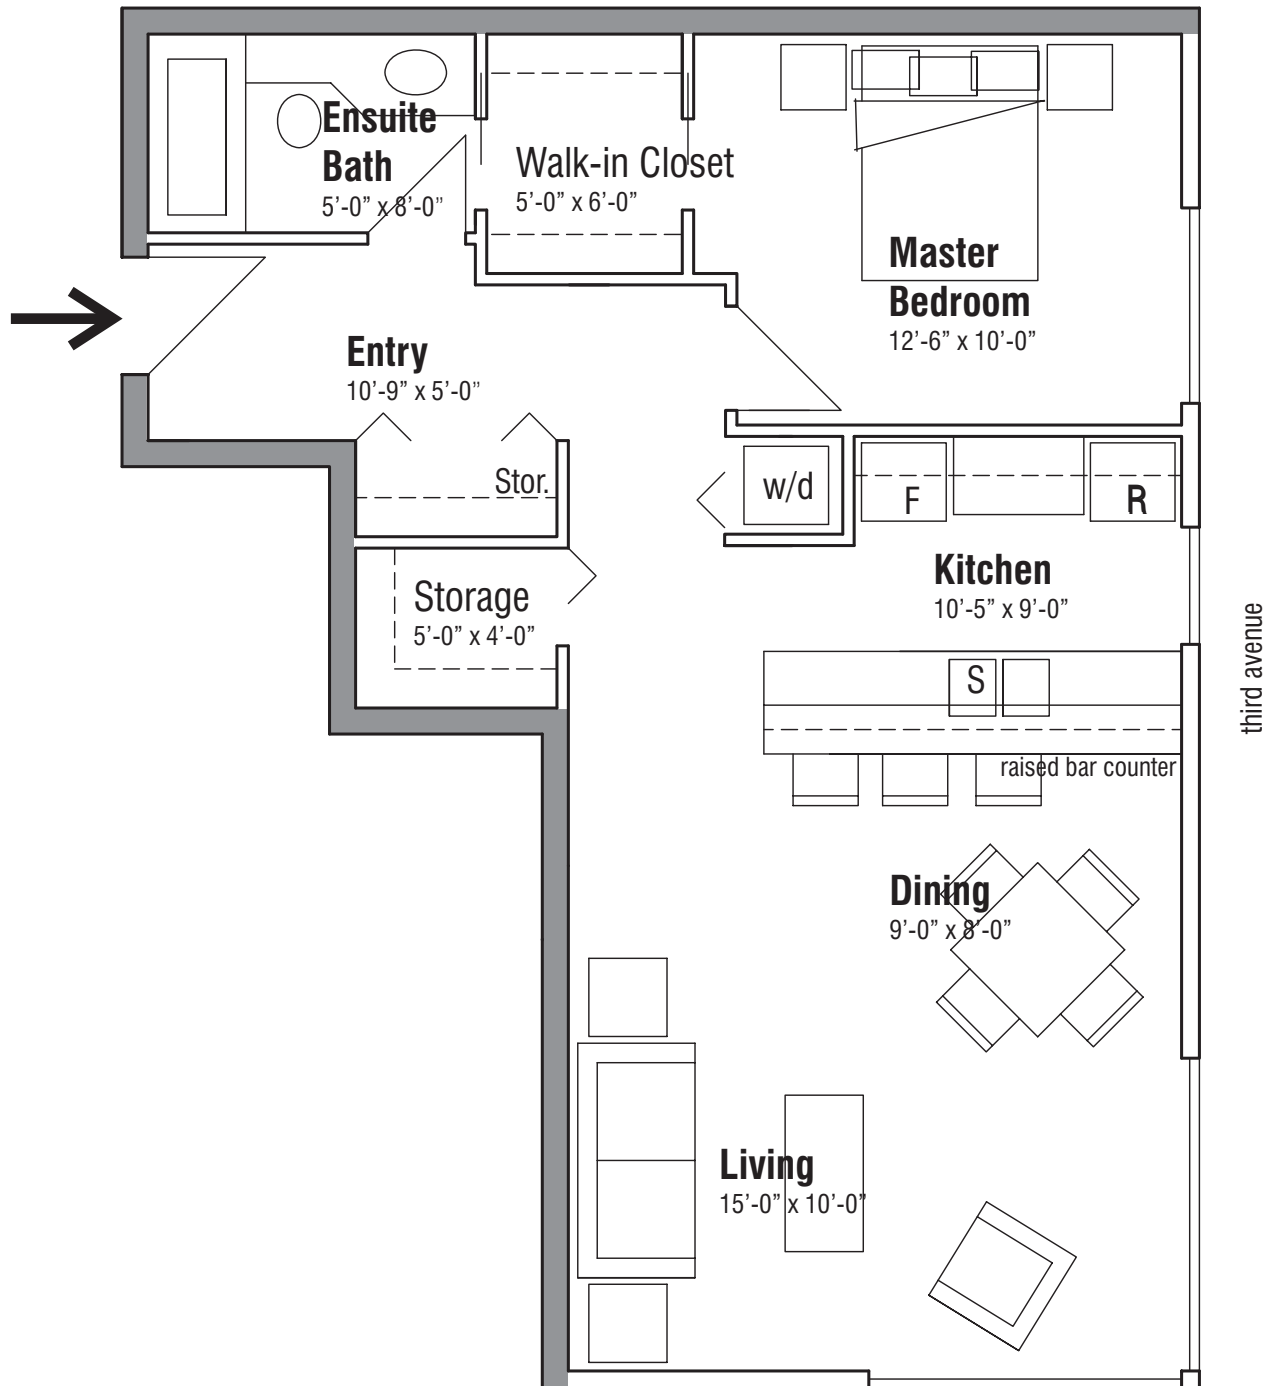 Ensuite
Bath
5’-0” x 8’-0”
Walk-in Closet
5’-0” x 6’-0”
Master
Bedroom
12’-6” x 10’-0”
Entry
10’-9” x 5’-0”
Stor.
w/d
F
R
Storage
5’-0” x 4’-0”
Kitchen
10’-5” x 9’-0”
S
raised bar counter
third avenue
Dining
9’-0” x 8’-0”
Living
15’-0” x 10’-0”